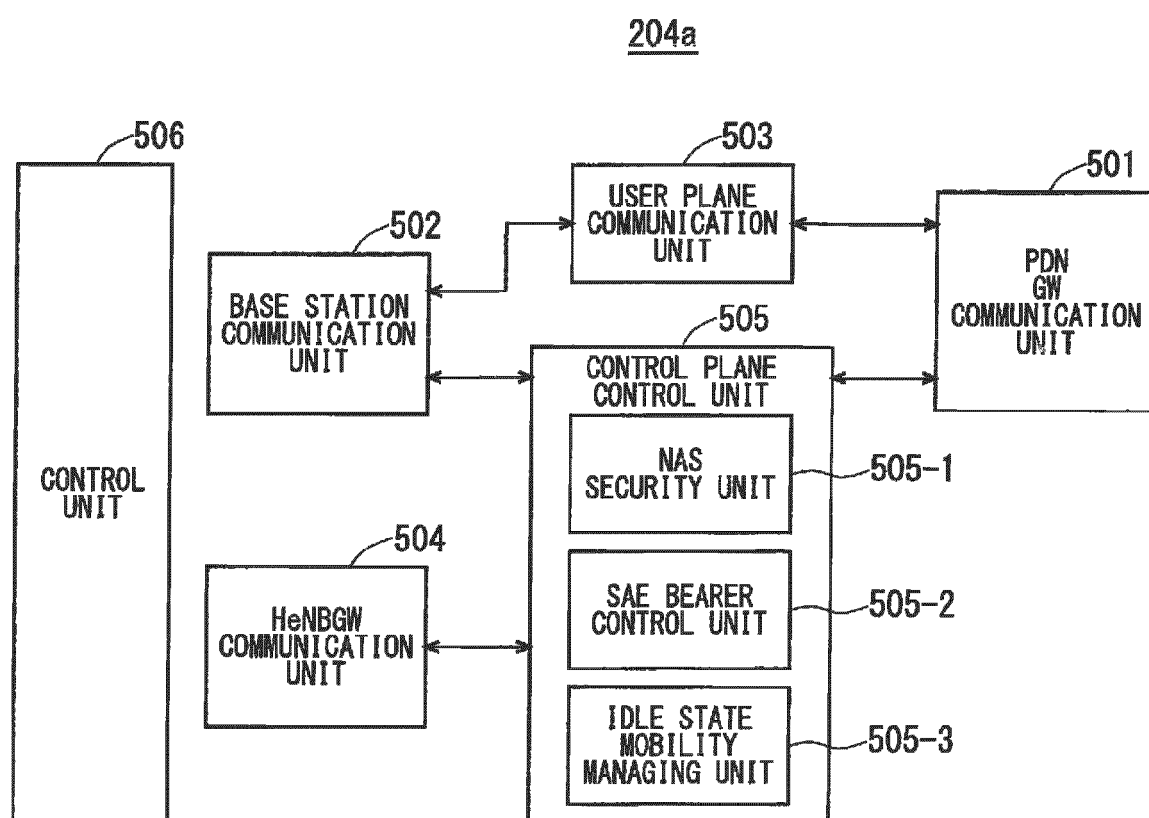 204a
506
CONTROL
UNIT
502
BASE STATION
COMMUNICATION
UNIT
503
USER PLANE
COMMUNICATION
UNIT
501
PDN
GW
COMMUNICATION
UNIT
505
CONTROL PLANE
CONTROL UNIT
NAS
SECURITY UNIT
505-1
504
HeNBGW
COMMUNICATION
UNIT
SAE BEARER
CONTROL UNIT
505-2
IDLE STATE
MOBILITY
MANAGING UNIT
505-3